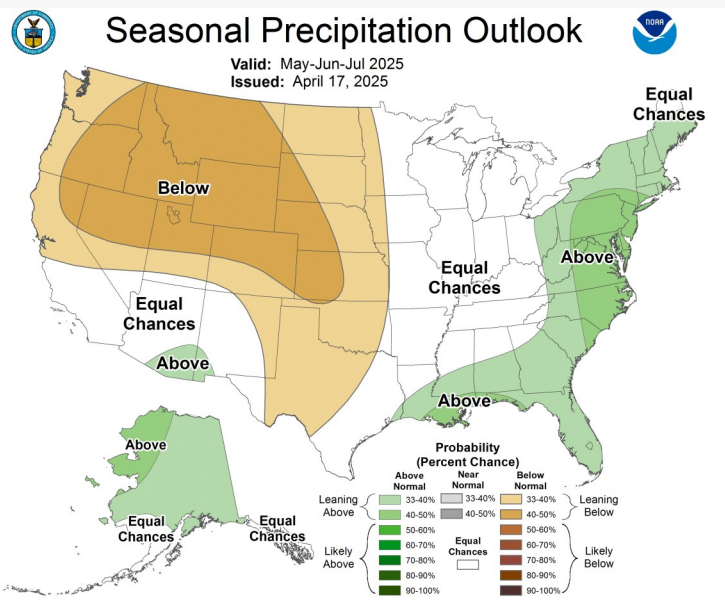 Seasonal Precipitation Outlook
NOAA
Valid: May-Jun-Jul 2025
Issued: April 17, 2025
Equal
Chances
Below
Above
Equal
Chances
Equal
Chances
Above
Above
Above
Equal
Chances
Equal
Chances
Probability
(Percent Chance)
Above
Normal
Near
Normal
Below
Normal
Leaning
Above
33-40%
33-40%
33-40%
Leaning
Below
40-50%
40-50%
40-50%
Likely
Above
50-60%
60-70%
70-80%
80-90%
90-100%
Equal
Chances
50-60%
60-70%
70-80%
80-90%
90-100%
Likely
Below